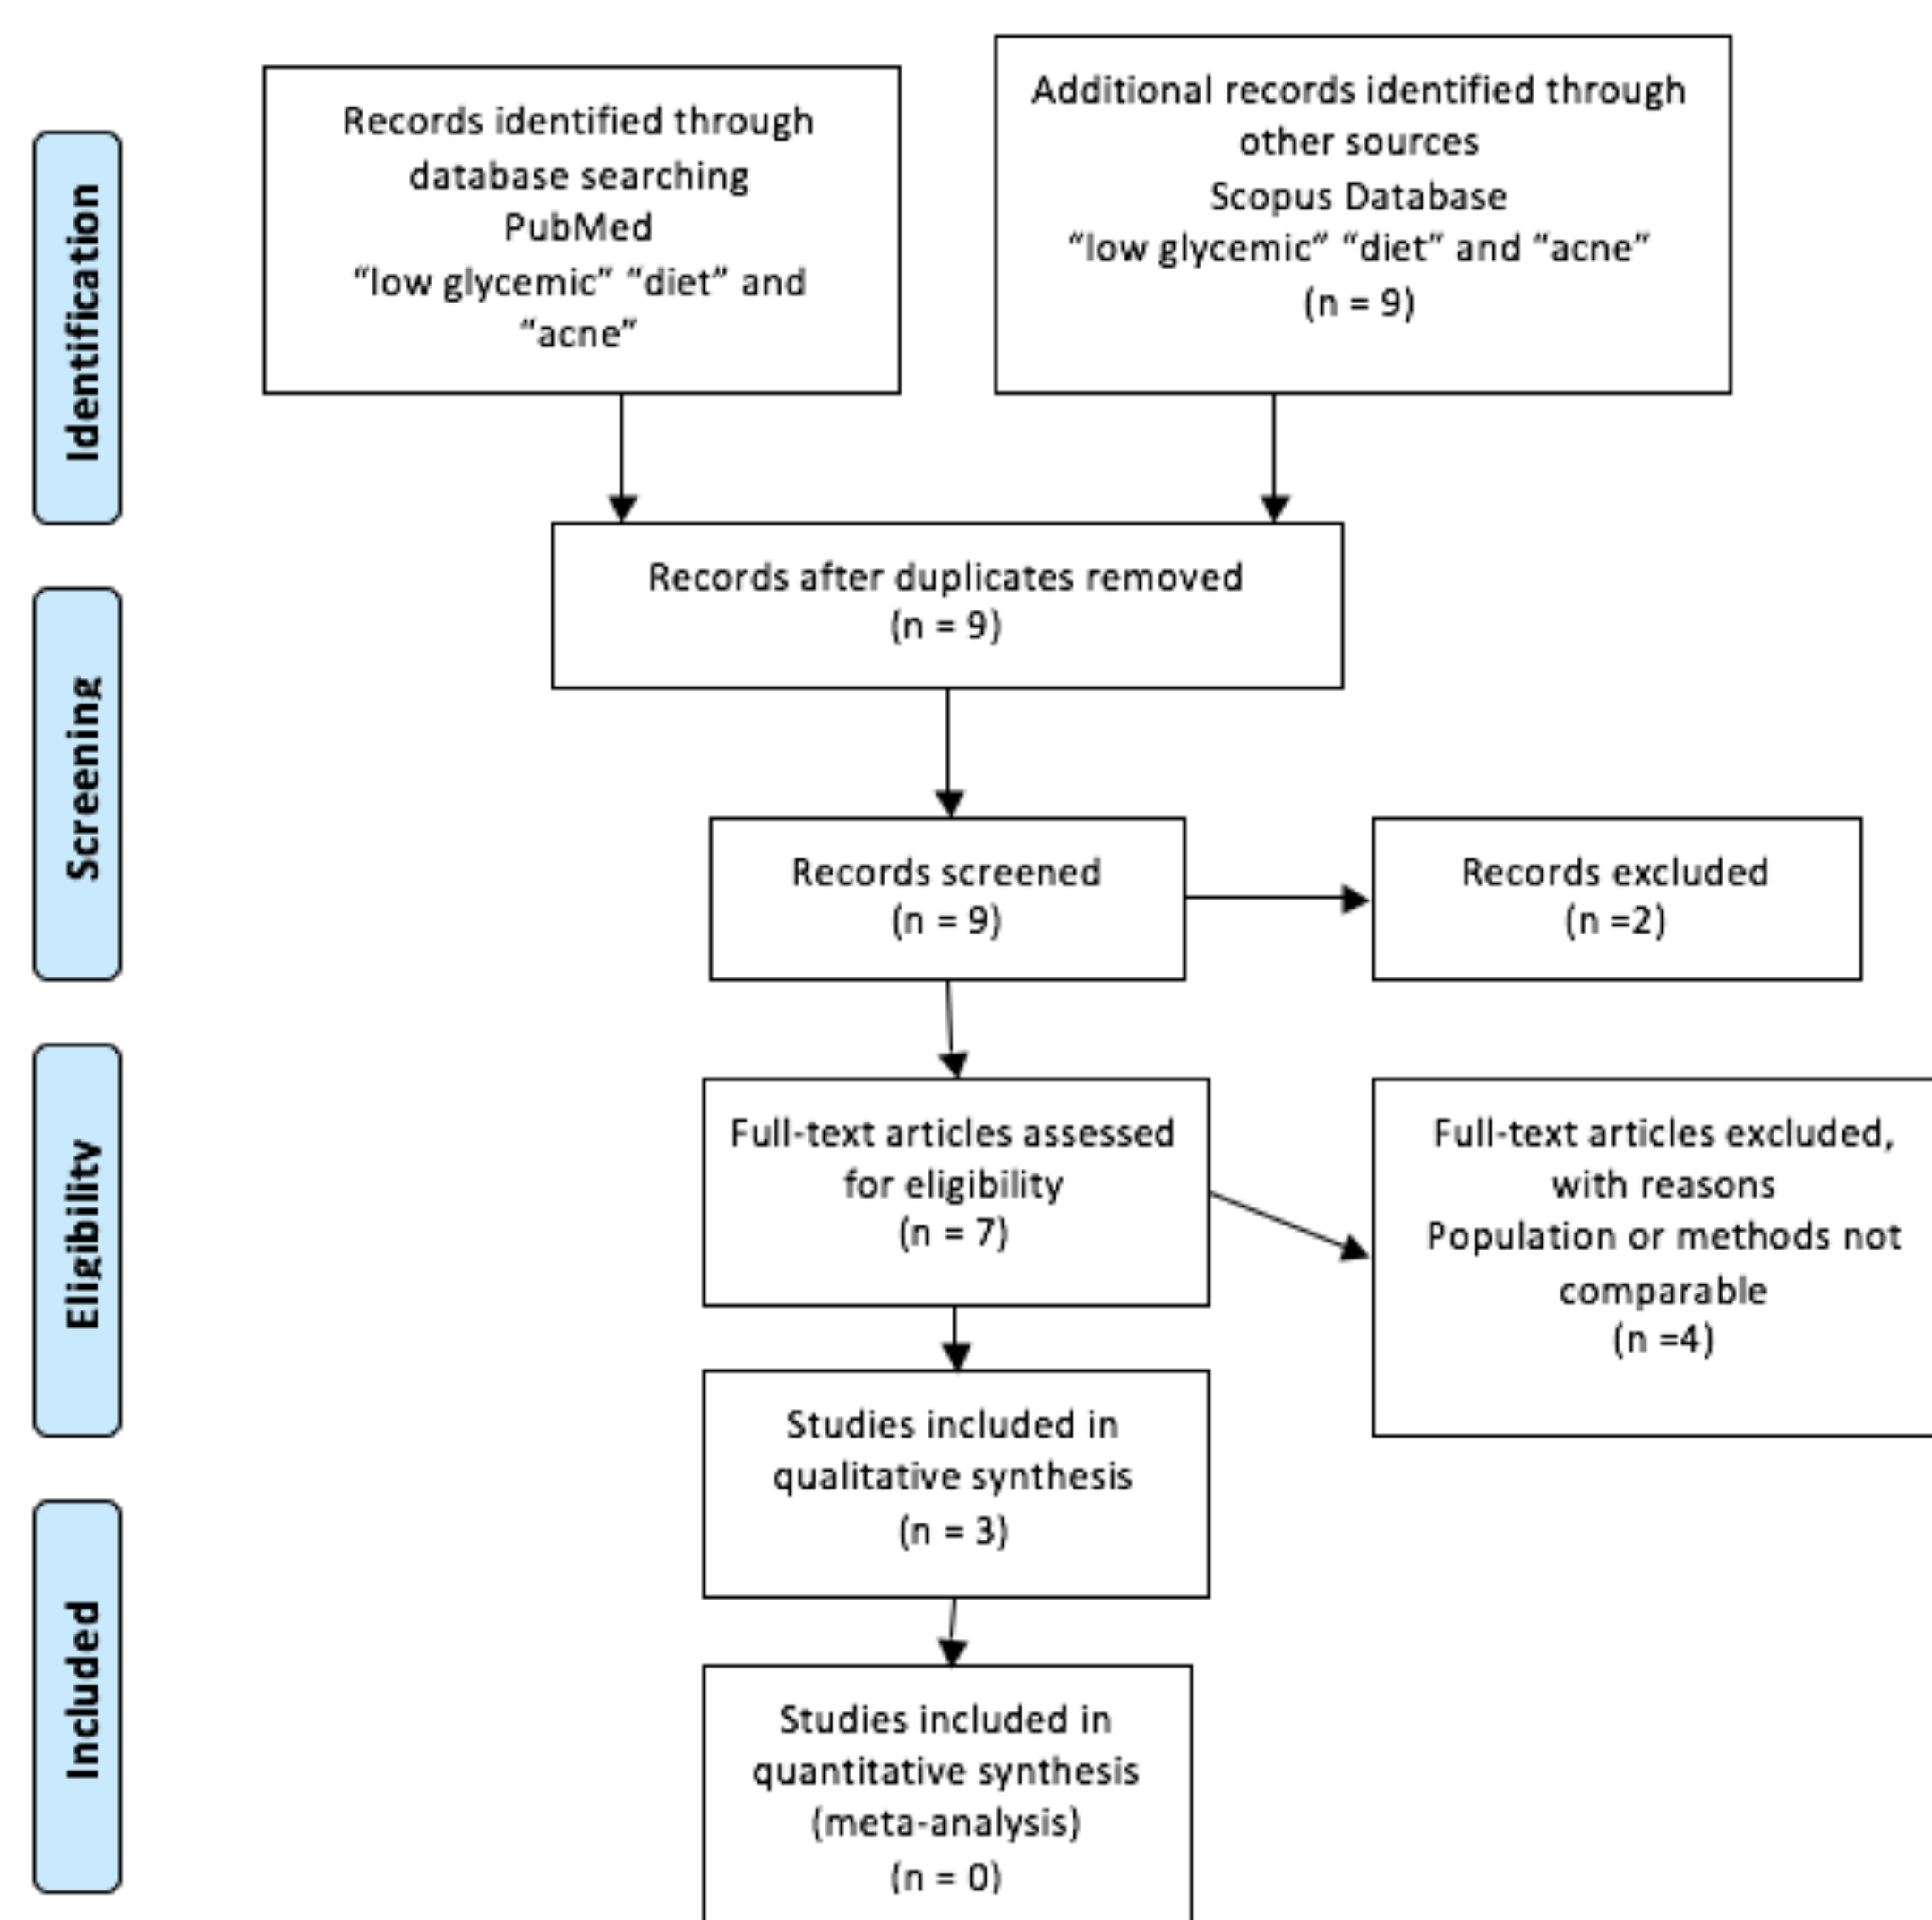 Identification
Records identified through
database searching
PubMed
“low glycemic” “diet” and
“acne”
Additional records identified through
other sources
Scopus Database
“low glycemic” “diet” and “acne”
(n = 9)
Records after duplicates removed
(n = 9)
Screening
Records screened
(n = 9)
Records excluded
(n =2)
Eligibility
Full-text articles assessed
for eligibility
(n = 7)
Full-text articles excluded,
with reasons
Population or methods not
comparable
(n =4)
Studies included in
qualitative synthesis
(n = 3)
Included
Studies included in
quantitative synthesis
(meta-analysis)
(n = 0)